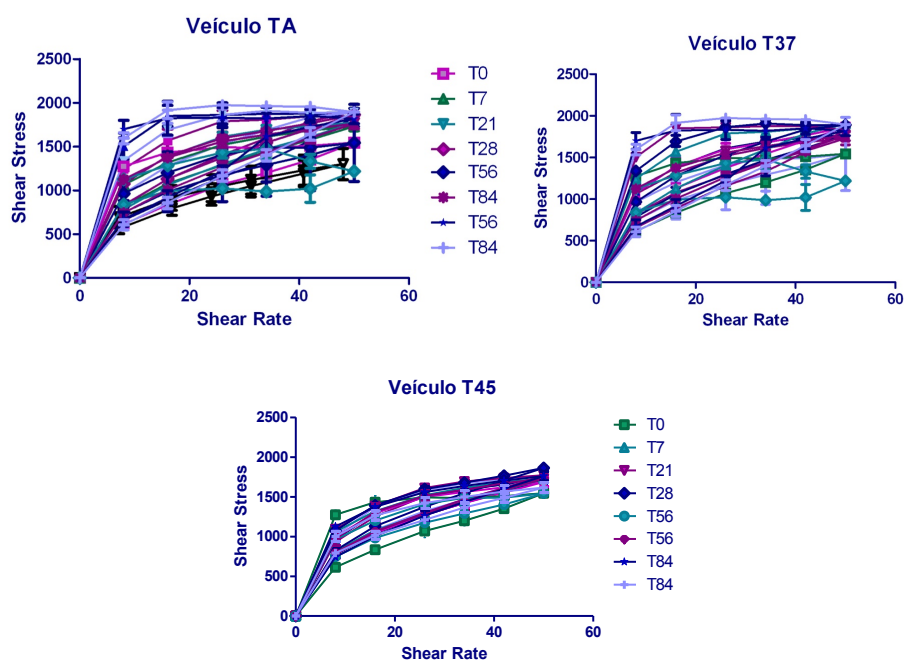 Veículo TA
2500
2000
1500
1000
500
0
0
20
40
60
Shear Stress
Shear Rate
T0
T7
T21
T28
T56
T84
T56
T84
Veículo T37
2500
2000
1500
1000
500
0
0
20
40
60
Shear Stress
Shear Rate
Veículo T45
2500
2000
1500
1000
500
0
0
20
40
60
Shear Stress
Shear Rate
T0
T7
T21
T28
T56
T56
T84
T84